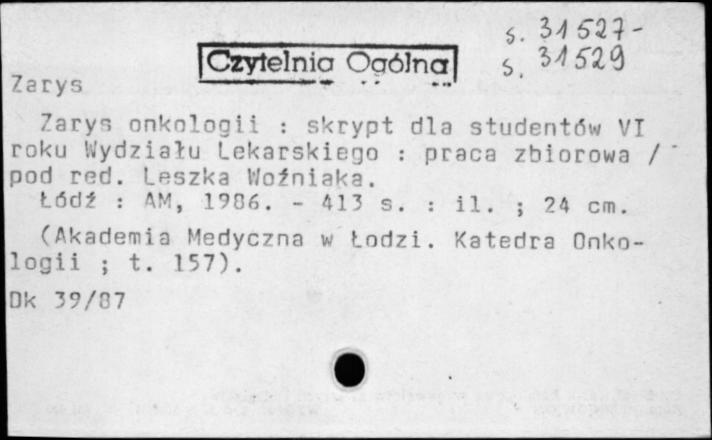 s. 31527-
s. 31529
Czytelnia Ogólna
Zarys
Zarys onkologii : skrypt dla studentów VI
roku Wydziału Lekarskiego : praca zbiorowa /
pod red. Leszka Woźniaka.
Łódź : AM, 1986. - 413 s. : il. ; 24 cm.
(Akademia Medyczna w Łodzi. Katedra Onko-
logii ; t. 157).
Dk 39/87